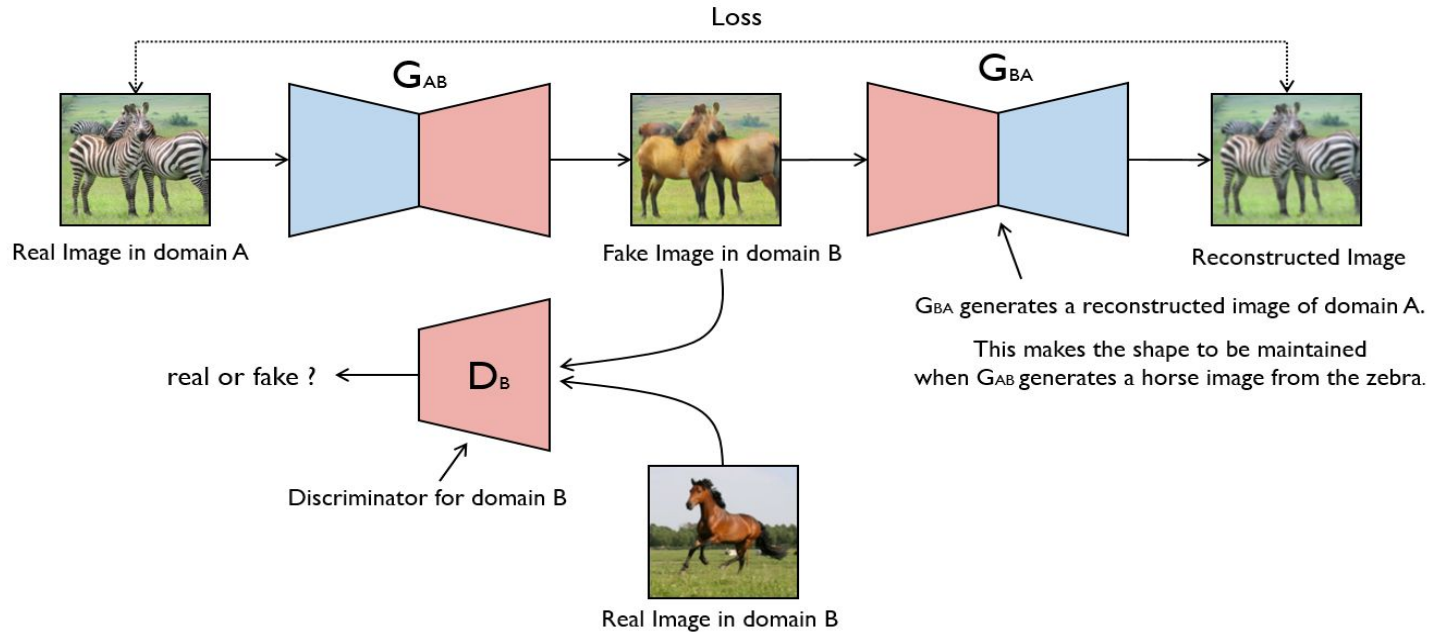 Loss
GAB
GBA
Real Image in domain A
Fake Image in domain B
Reconstructed Image
GBA generates a reconstructed image of domain A.
This makes the shape to be maintained
when GAB generates a horse image from the zebra.
real or fake ?
DB
Discriminator for domain B
Real Image in domain B